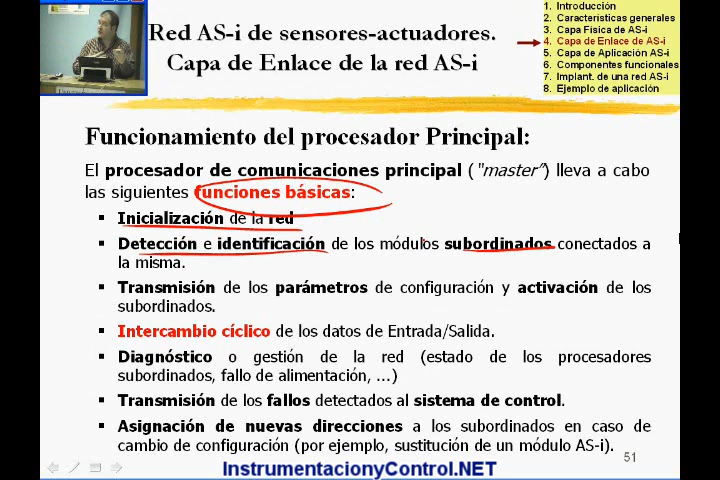 Red AS-i de sensores-actuadores.
Capa de Enlace de la red AS-i
1. Introducción
2. Características generales
3. Capa Física de AS-i
4. Capa de Enlace de AS-i
5. Capa de Aplicación AS-i
6. Componentes funcionales
7. Implant. de una red AS-i
8. Ejemplo de aplicación
Funcionamiento del procesador Principal:
El procesador de comunicaciones principal ("master") lleva a cabo
las siguientes funciones básicas:
▪ Inicialización de la red
▪ Detección e identificación de los módulos subordinados conectados a
la misma.
▪ Transmisión de los parámetros de configuración y activación de los
subordinados.
▪ Intercambio cíclico de los datos de Entrada/Salida.
▪ Diagnóstico o gestión de la red (estado de los procesadores
subordinados, fallo de alimentación, ...)
▪ Transmisión de los fallos detectados al sistema de control.
▪ Asignación de nuevas direcciones a los subordinados en caso de
cambio de configuración (por ejemplo, sustitución de un módulo AS-i).
51
InstrumentacionyControl.NET